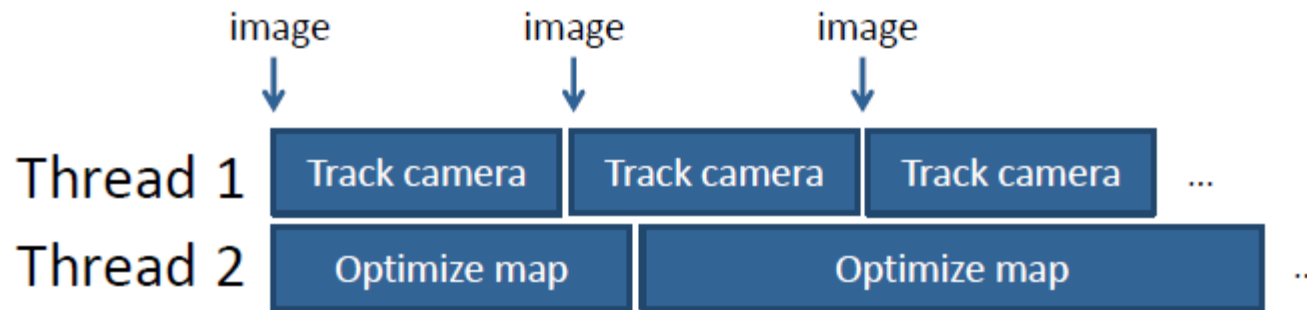 image image image
Thread 1 Track camera Track camera Track camera ...
Thread 2 Optimize map Optimize map ..